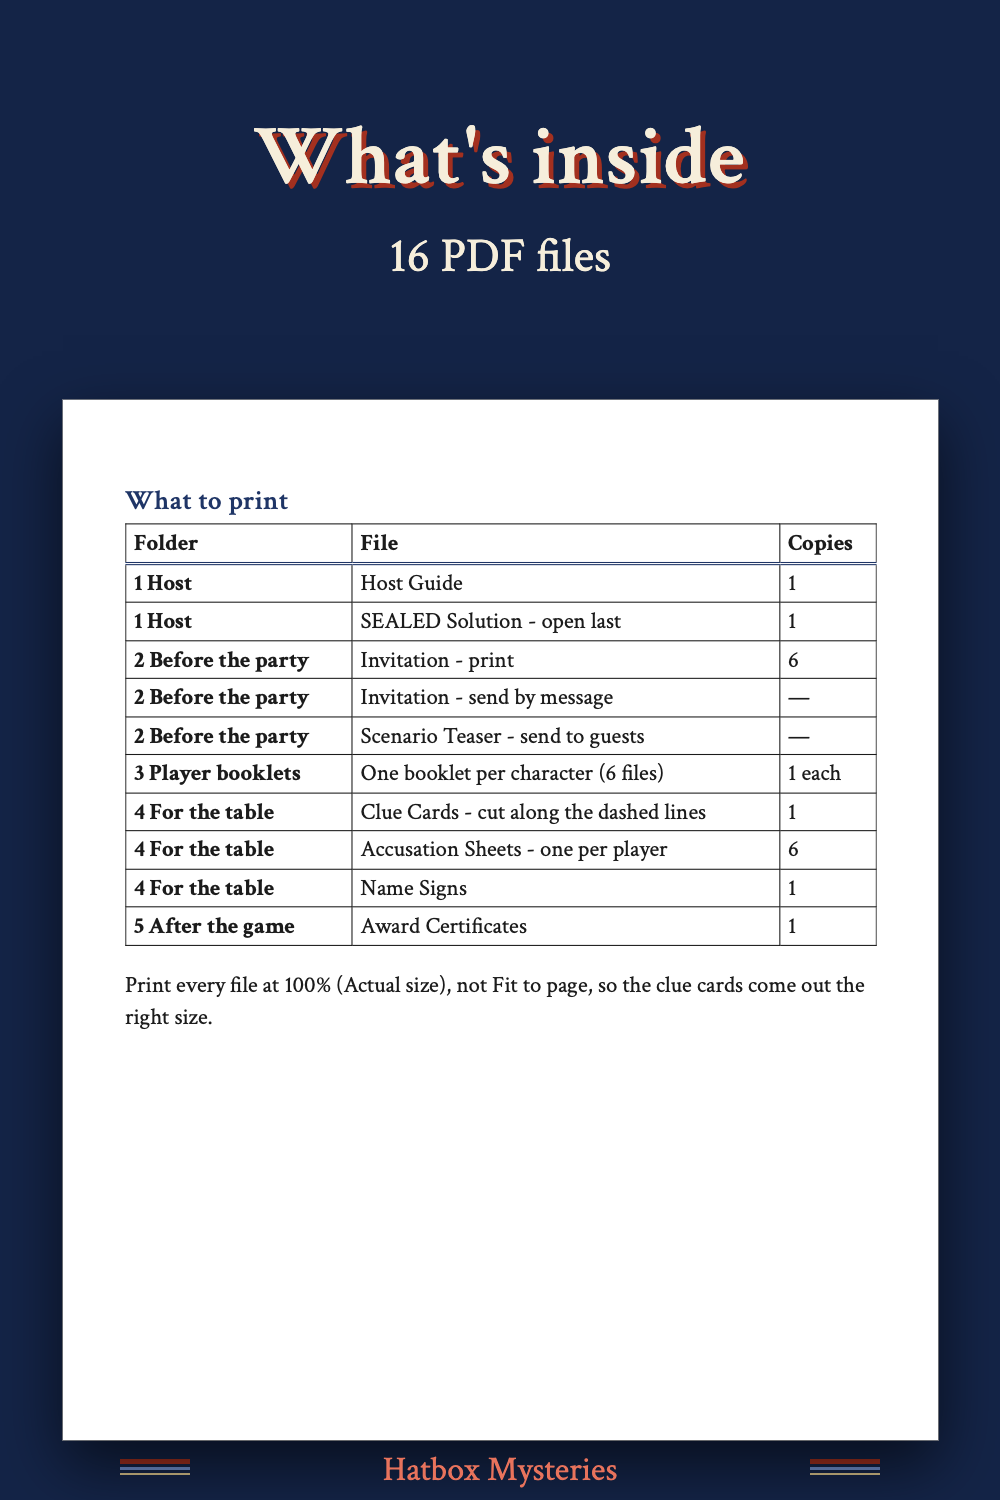 What's inside
16 PDF files
What to print
Folder File Copies
1 Host Host Guide 1
1 Host SEALED Solution - open last 1
2 Before the party Invitation - print 6
2 Before the party Invitation - send by message —
2 Before the party Scenario Teaser - send to guests —
3 Player booklets One booklet per character (6 files) 1 each
4 For the table Clue Cards - cut along the dashed lines 1
4 For the table Accusation Sheets - one per player 6
4 For the table Name Signs 1
5 After the game Award Certificates 1
Print every file at 100% (Actual size), not Fit to page, so the clue cards come out the
right size.
Hatbox Mysteries